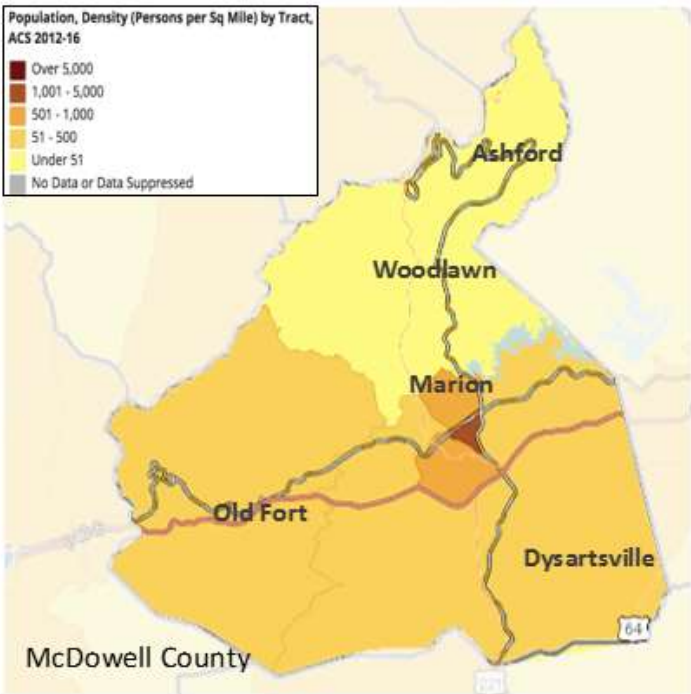 Population, Density (Persons per Sq Mile) by Tract,
ACS 2012-16
Over 5,000
1,001 - 5,000
501 - 1,000
51 - 500
Under 51
No Data or Data Suppressed
Ashford
Woodlawn
Marion
Old Fort
Dysartsville
64
McDowell County
221